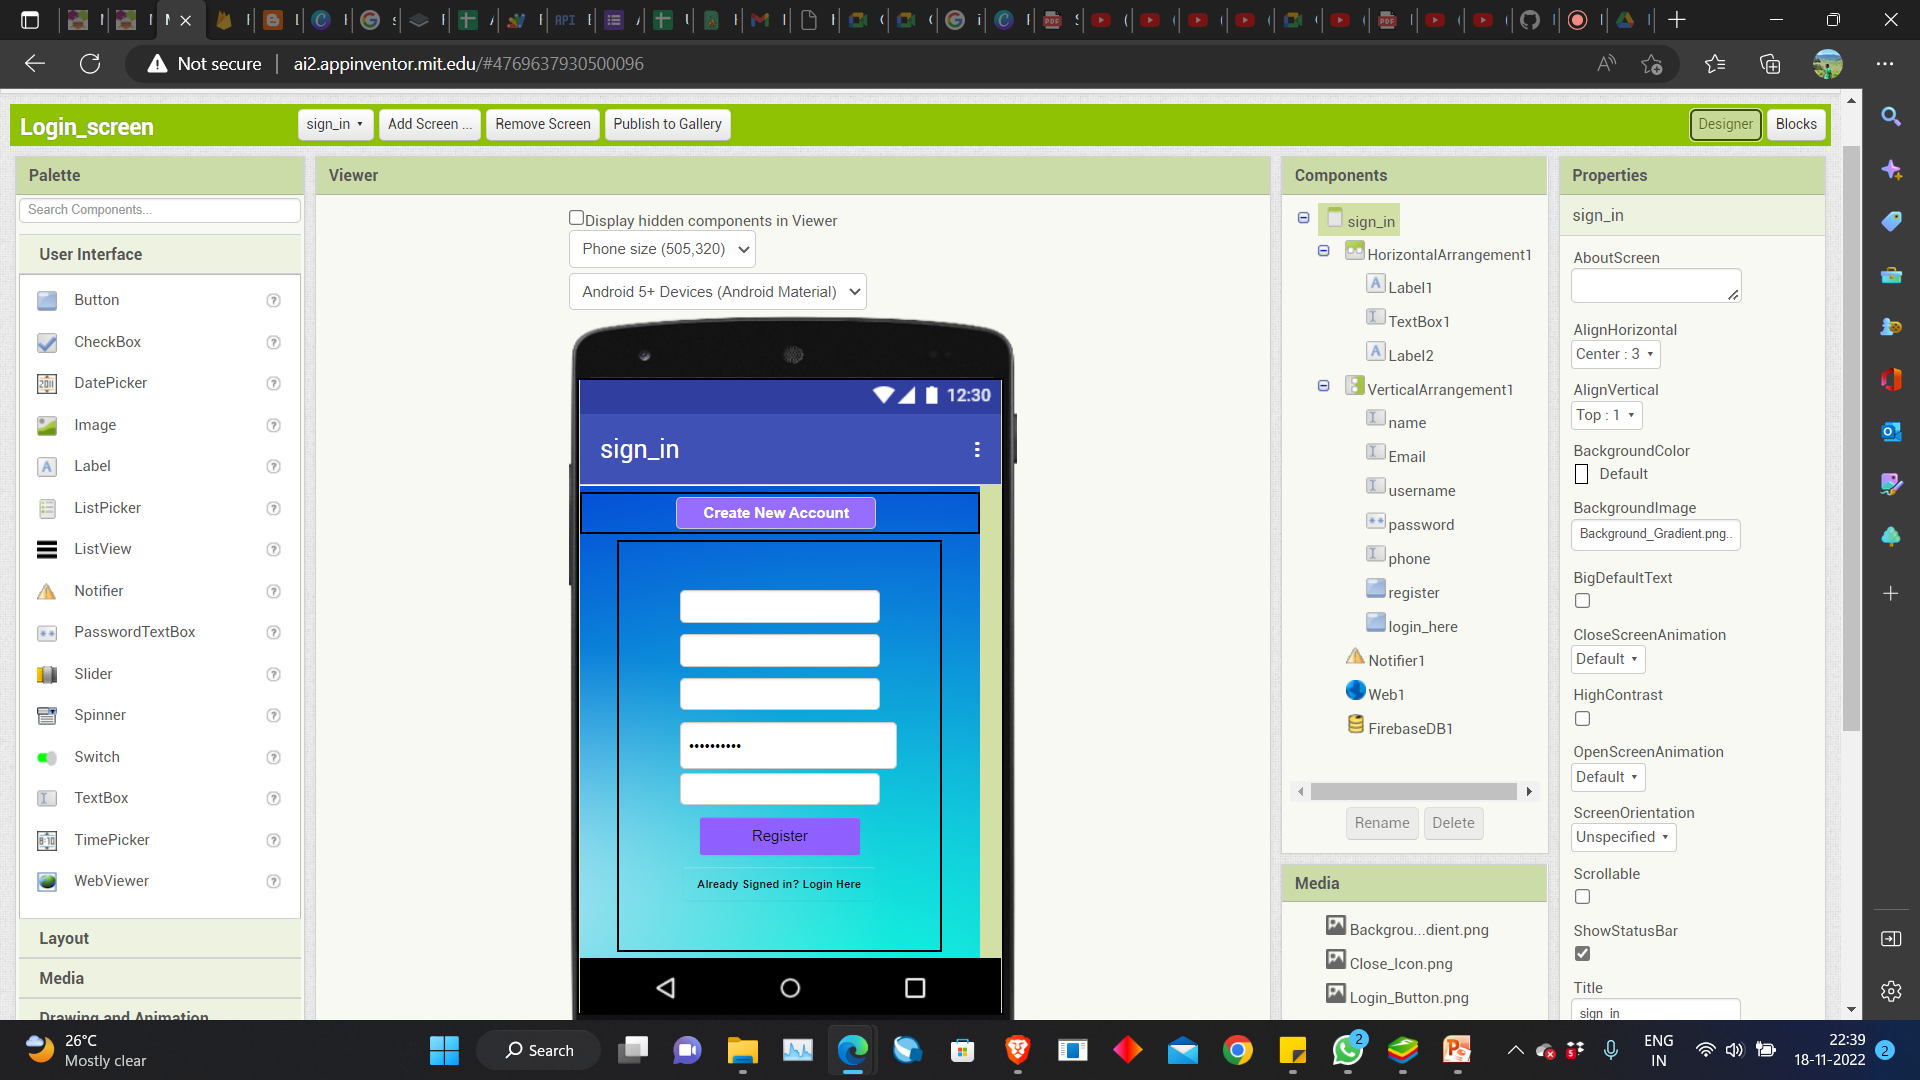 Not secure
ai2.appinventor.mit.edu/#4769637930500096
Login_screen
sign_in
Add Screen ...
Remove Screen
Publish to Gallery
Designer
Blocks
Palette
Search Components...
User Interface
Button
CheckBox
DatePicker
Image
Label
ListPicker
ListView
Notifier
PasswordTextBox
Slider
Spinner
Switch
TextBox
TimePicker
WebViewer
Layout
Media
Drawing and Animation
Viewer
Display hidden components in Viewer
Phone size (505,320)
Android 5+ Devices (Android Material)
12:30
sign_in
Create New Account
Register
Already Signed in? Login Here
Components
sign_in
HorizontalArrangement1
Label1
TextBox1
Label2
VerticalArrangement1
name
Email
username
password
phone
register
login_here
Notifier1
Web1
FirebaseDB1
Rename
Delete
Media
Backgrou...dient.png
Close_Icon.png
Login_Button.png
Properties
sign_in
AboutScreen
AlignHorizontal
Center : 3
AlignVertical
Top : 1
BackgroundColor
Default
BackgroundImage
Background_Gradient.png..
BigDefaultText
CloseScreenAnimation
Default
HighContrast
OpenScreenAnimation
Default
ScreenOrientation
Unspecified
Scrollable
ShowStatusBar
Title
sign_in
26°C
Mostly clear
Search
2
ENG
IN
22:39
18-11-2022
2